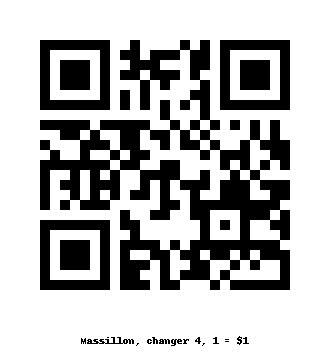 Massillon, changer 4, 1 = $1